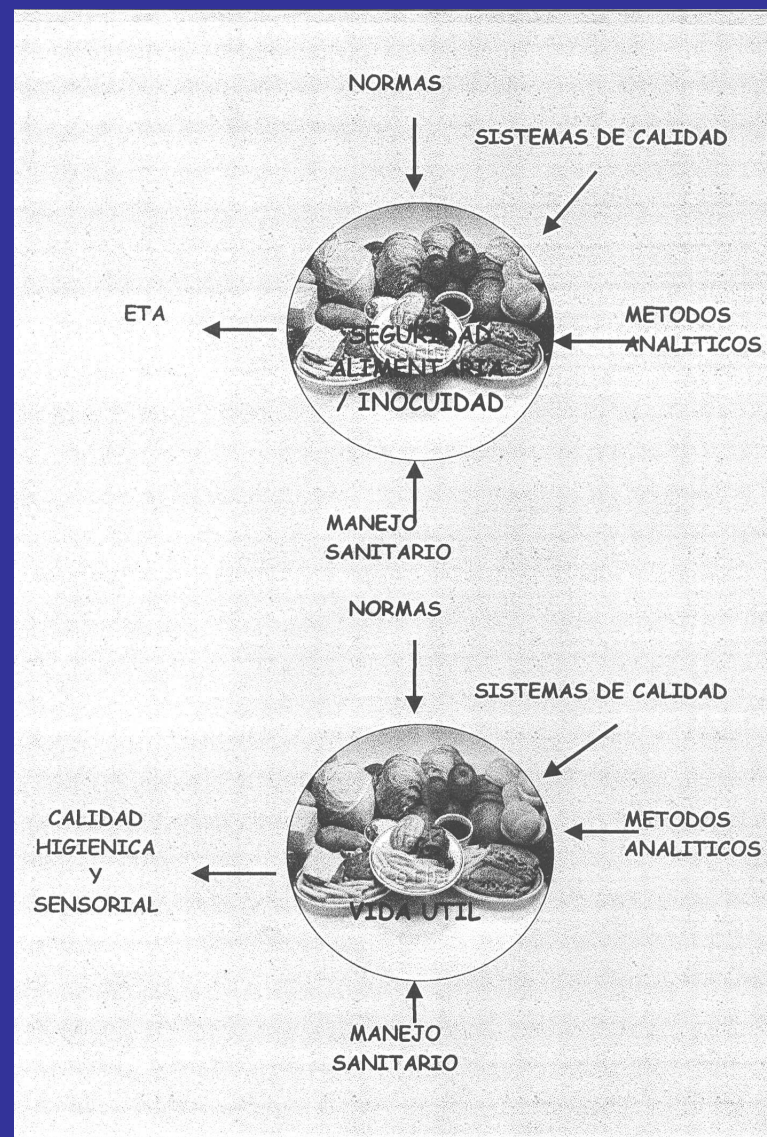 NORMAS
SISTEMAS DE CALIDAD
ETA
METODOS
ANALITICOS
SEGURIDAD
ALIMENTARIA
/ INOCUIDAD
MANEJO
SANITARIO
NORMAS
SISTEMAS DE CALIDAD
CALIDAD
HIGIENICA
Y
SENSORIAL
METODOS
ANALITICOS
VIDA UTIL
MANEJO
SANITARIO